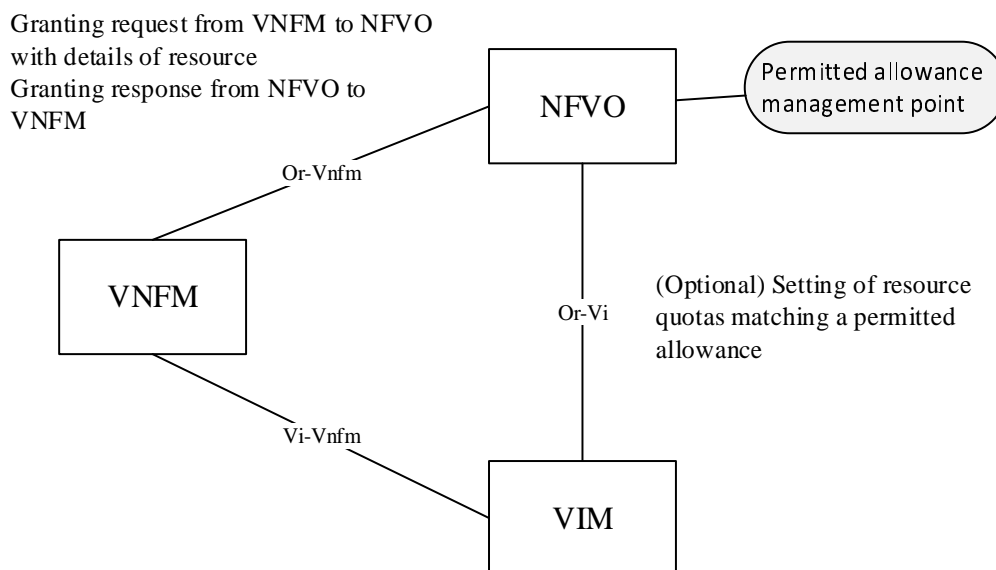 Granting request from VNFM to NFVO
with details of resource
Granting response from NFVO to
VNFM
NFVO
Permitted allowance
management point
Or-Vnfm
VNFM
Or-Vi
(Optional) Setting of resource
quotas matching a permitted
allowance
Vi-Vnfm
VIM